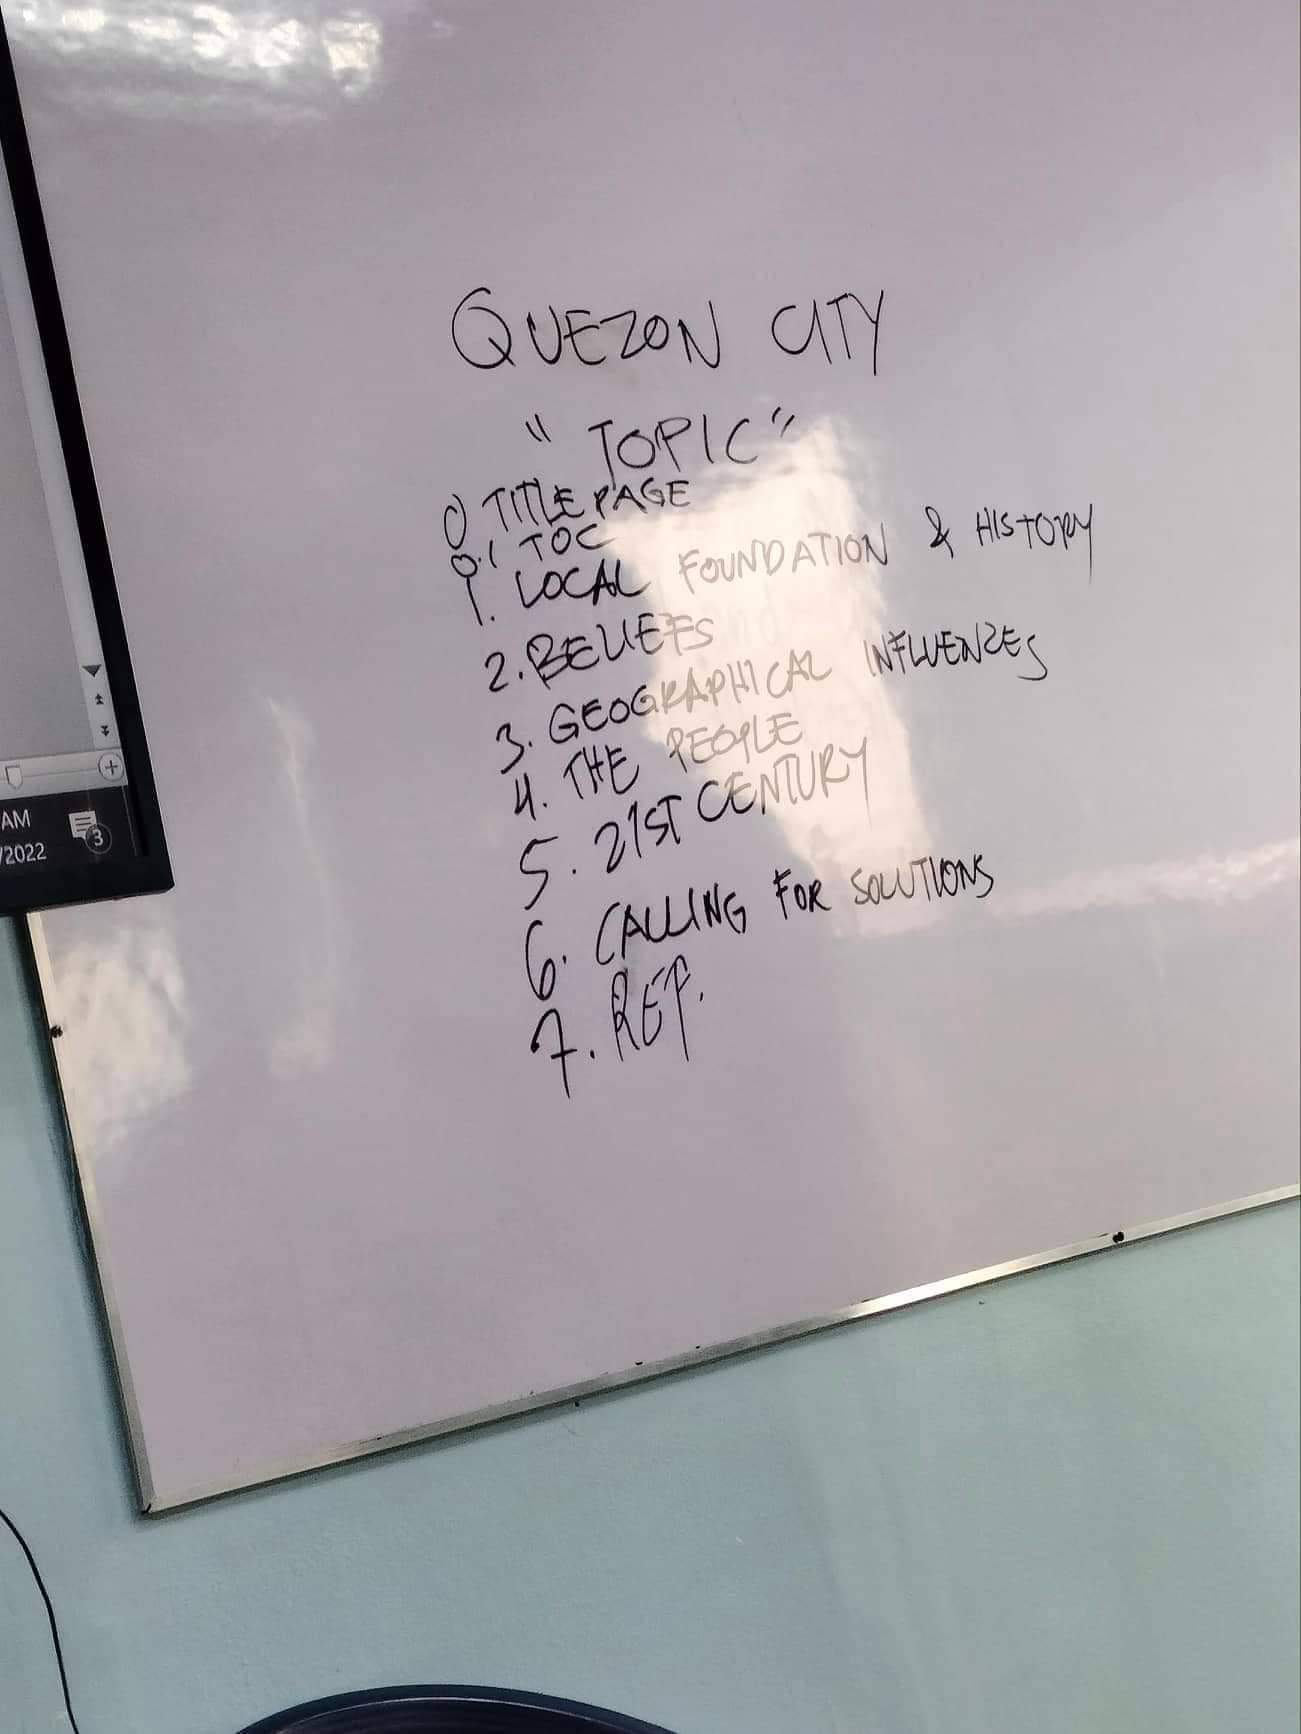 QUEZON CITY
"TOPIC"
0 TITLE PAGE
0.1 TOC
1. LOCAL FOUNDATION & HISTORY
2. BELIEFS
3. GEOGRAPHICAL INFLUENZES
4. THE PEOPLE
5. 21ST CENTURY
6. CALLING FOR SOLUTIONS
7. REF.
AM
/2022
3